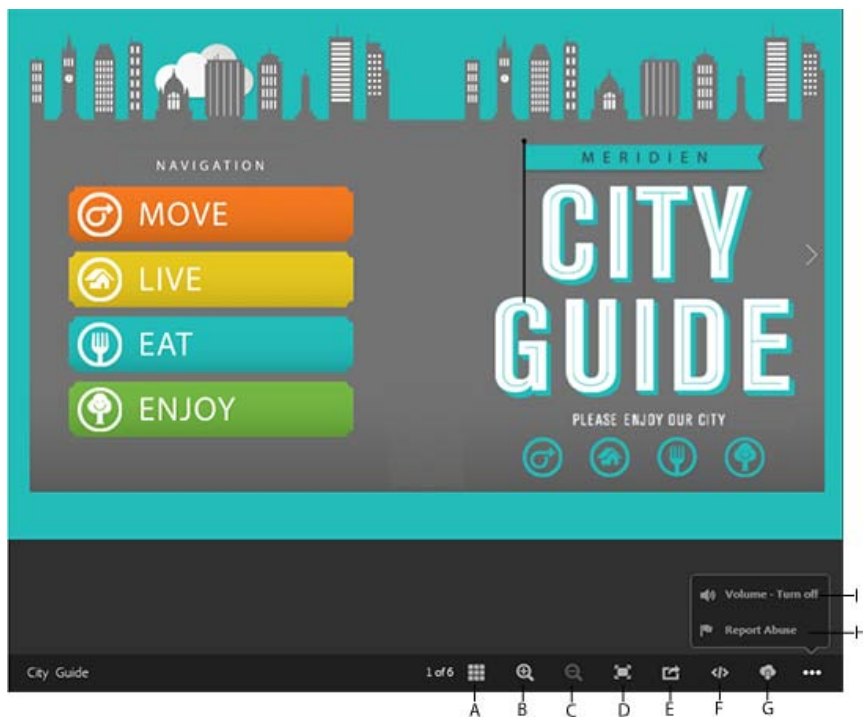 NAVIGATION
MOVE
LIVE
EAT
ENJOY
MERIDIEN
CITY
GUIDE
PLEASE ENJOY OUR CITY
Volume - Turn off
I
Report Abuse
H
City Guide
1 of 6
A
B
C
D
E
F
G